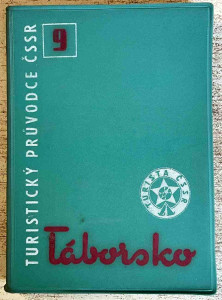 TURISTICKÝ PRŮVODCE ČSSR
9
TURISTA ČSSR
Táborsko